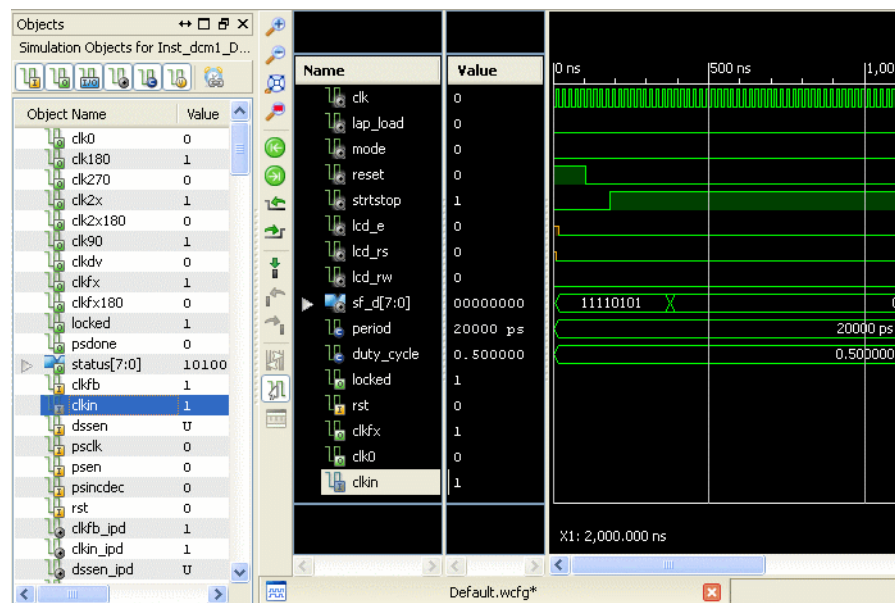 Objects
Simulation Objects for Inst_dcm1_D...
Object Name Value
clk0 0
clk180 1
clk270 0
clk2x 1
clk2x180 0
clk90 1
clkdv 0
clkfx 1
clkfx180 0
locked 1
psdone 0
status[7:0] 10100
clkfb 1
clkin 1
dssen U
psclk 0
psen 0
psincdec 0
rst 0
clkfb_ipd 1
clkin_ipd 1
dssen_ipd U
Name Value
clk 0
lap_load 0
mode 0
reset 0
strtstop 1
lcd_e 0
lcd_rs 0
lcd_rw 0
sf_d[7:0] 00000000
period 20000 ps
duty_cycle 0.500000
locked 1
rst 0
clkfx 1
clk0 0
clkin 1
0 ns 500 ns 1,00
11110101 0
20000 ps
0.500000
X1: 2,000.000 ns
Default.wcfg*